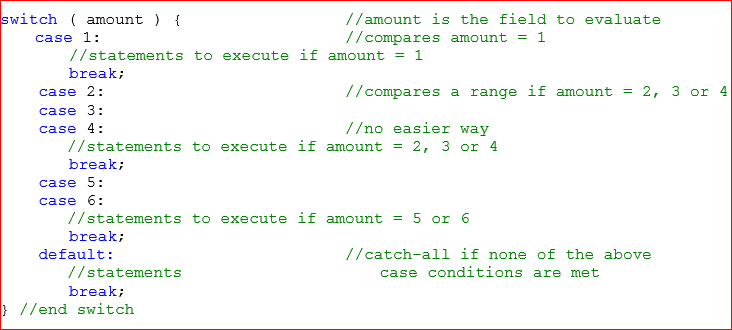 switch ( amount ) { //amount is the field to evaluate
case 1: //compares amount = 1
//statements to execute if amount = 1
break;
case 2: //compares a range if amount = 2, 3 or 4
case 3:
case 4: //no easier way
//statements to execute if amount = 2, 3 or 4
break;
case 5:
case 6:
//statements to execute if amount = 5 or 6
break;
default: //catch-all if none of the above
//statements case conditions are met
break;
} //end switch